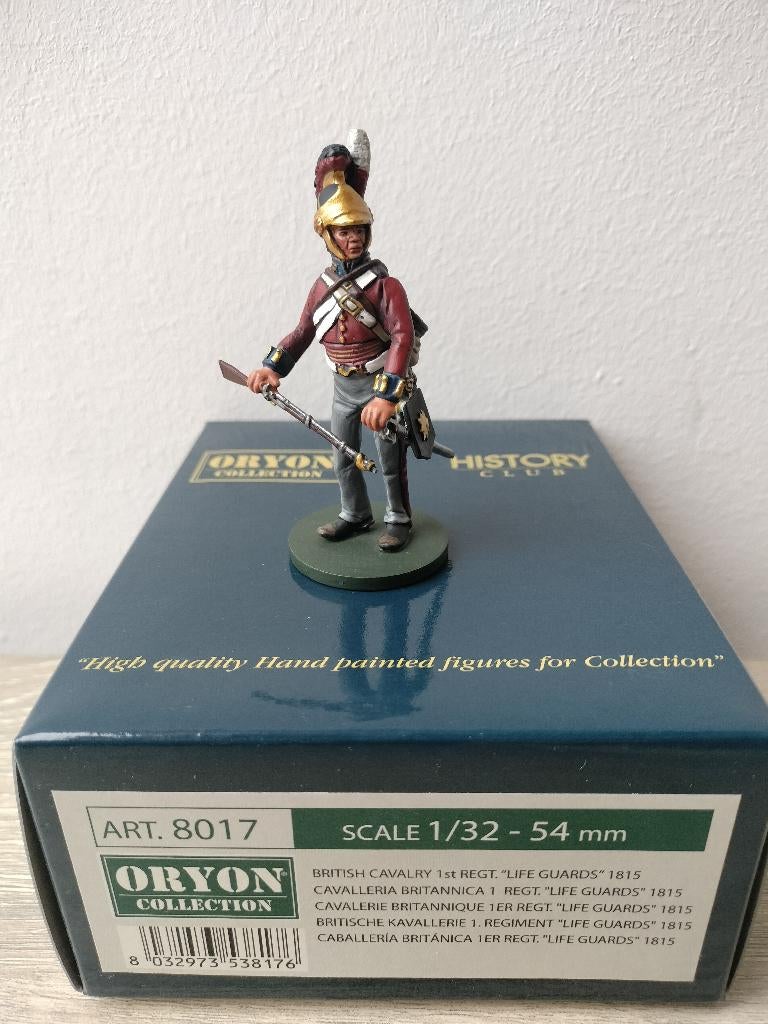 ORYON
COLLECTION
HISTORY
CLUB
"High quality Hand painted figures for Collection"
ART. 8017
SCALE 1/32 - 54 mm
ORYON®
COLLECTION
BRITISH CAVALRY 1st REGT. "LIFE GUARDS" 1815
CAVALLERIA BRITANNICA 1 REGT. "LIFE GUARDS" 1815
CAVALERIE BRITANNIQUE 1ER REGT. "LIFE GUARDS" 1815
BRITISCHE KAVALLERIE 1. REGIMENT "LIFE GUARDS" 1815
CABALLERÍA BRITÁNICA 1ER REGT. "LIFE GUARDS" 1815
8 032973 538176